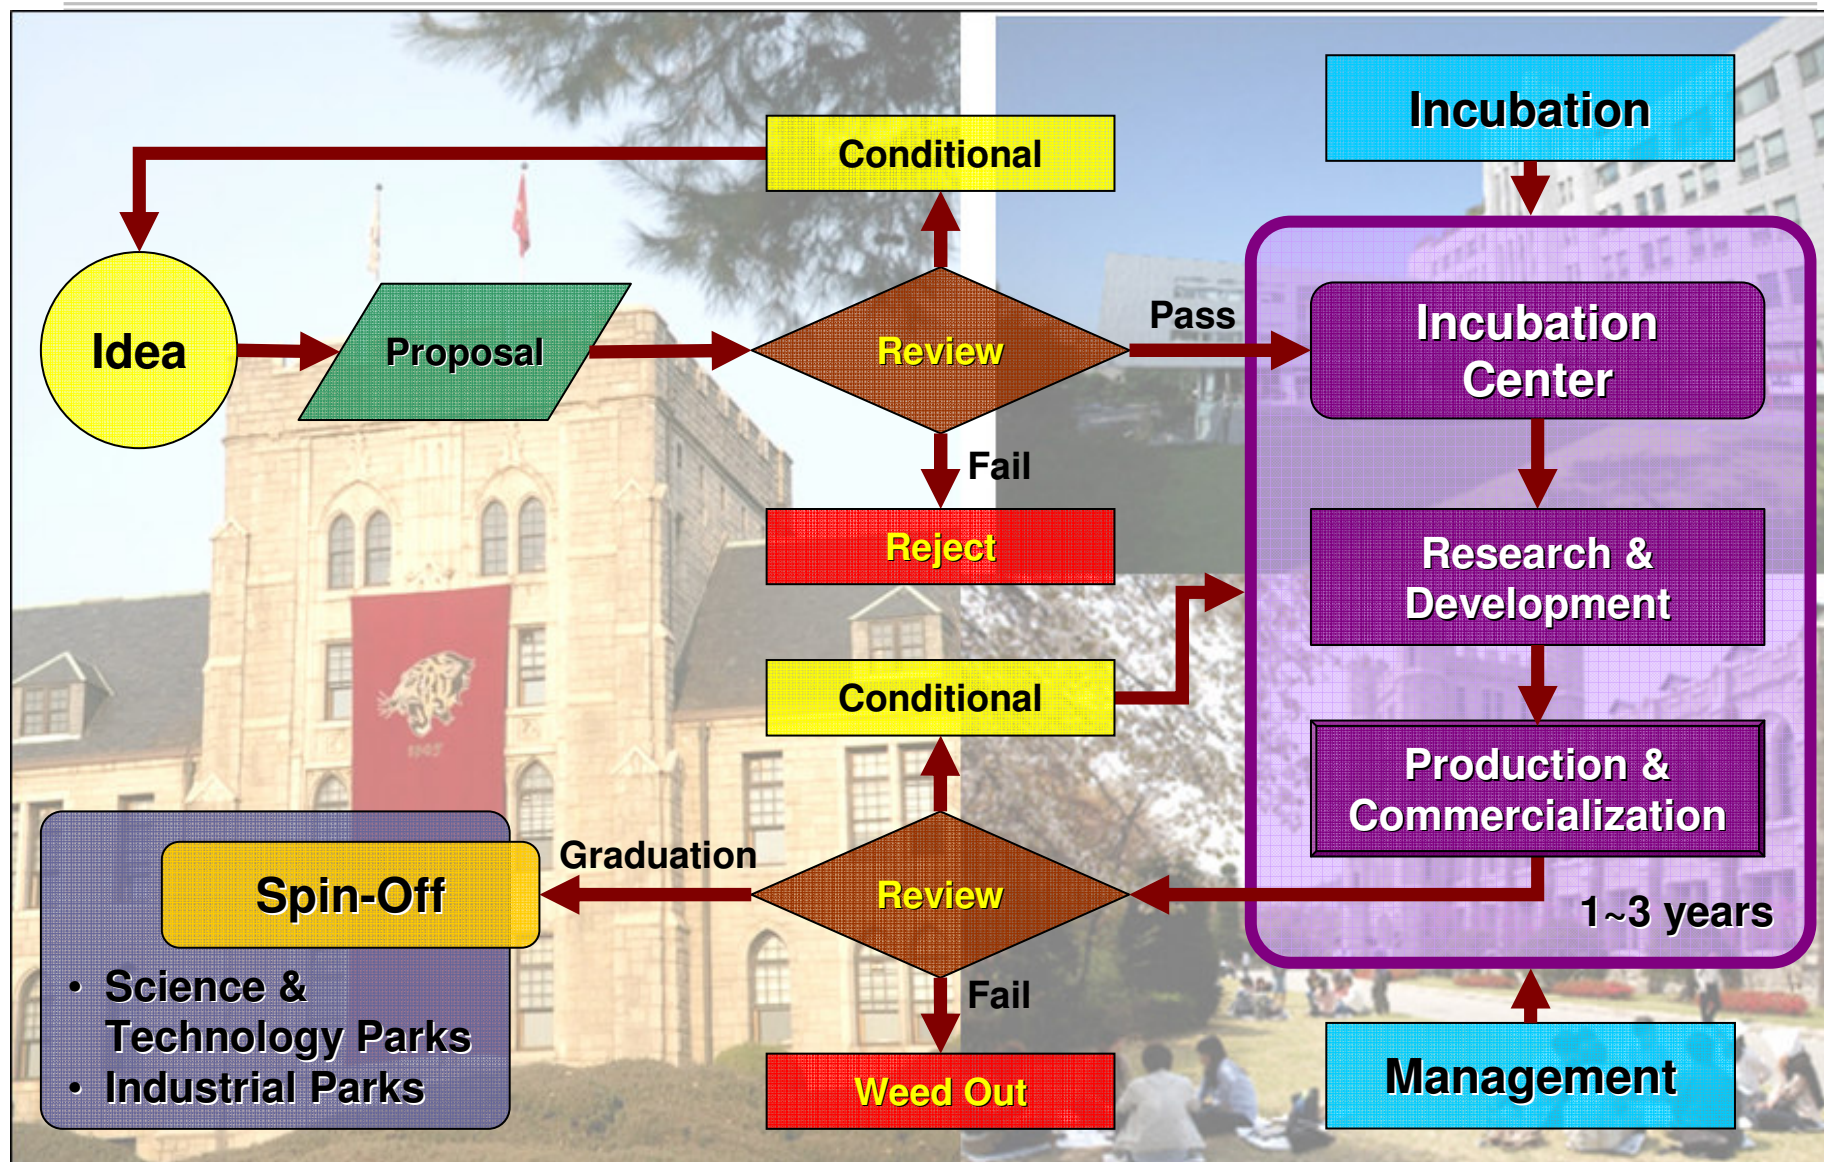 Incubation
Conditional
Idea
Proposal
Review
Pass
Incubation
Center
Fail
Reject
Research &
Development
Conditional
Production &
Commercialization
1~3 years
Graduation
Review
Spin-Off
• Science &
Technology Parks
• Industrial Parks
Fail
Weed Out
Management
1905